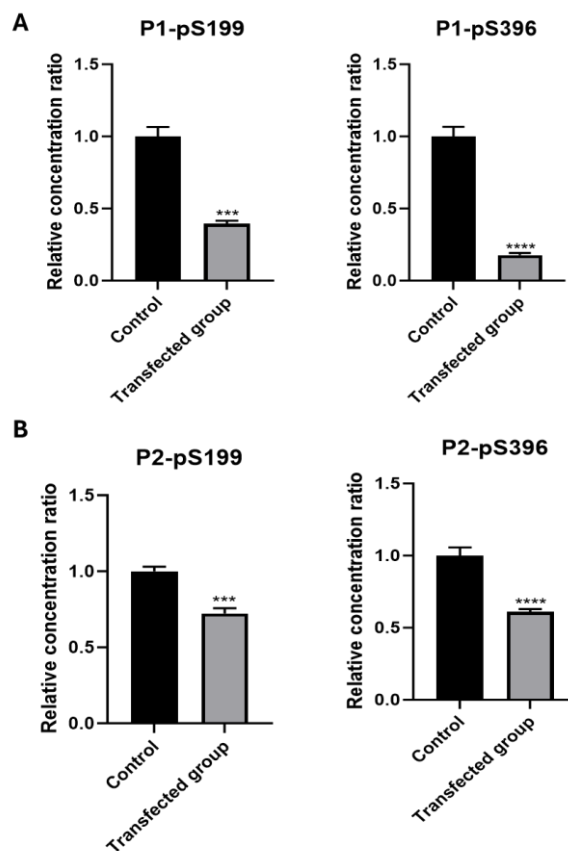 A
P1-pS199
P1-pS396
Relative concentration ratio
1.5
1.0
0.5
0.0
***
Control
Transfected group
Relative concentration ratio
1.5
1.0
0.5
0.0
****
Control
Transfected group
B
P2-pS199
P2-pS396
Relative concentration ratio
1.5
1.0
0.5
0.0
***
Control
Transfected group
Relative concentration ratio
1.5
1.0
0.5
0.0
****
Control
Transfected group